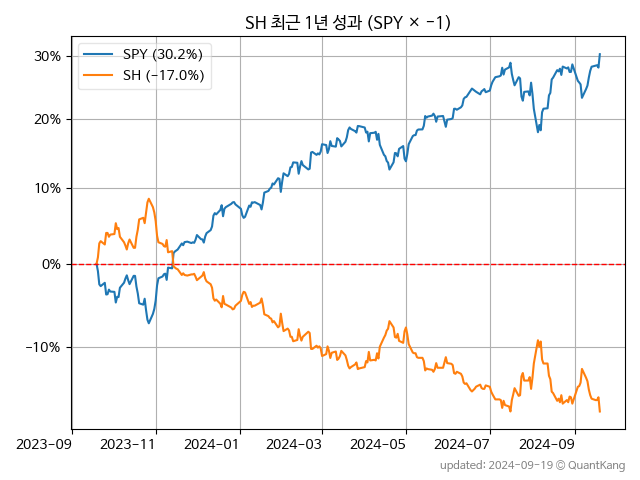 SH 최근 1년 성과 (SPY × −1)
SPY (30.2%)
SH (−17.0%)
30%
20%
10%
0%
−10%
2023−09 2023−11 2024−01 2024−03 2024−05 2024−07 2024−09
updated: 2024−09−19 © QuantKang